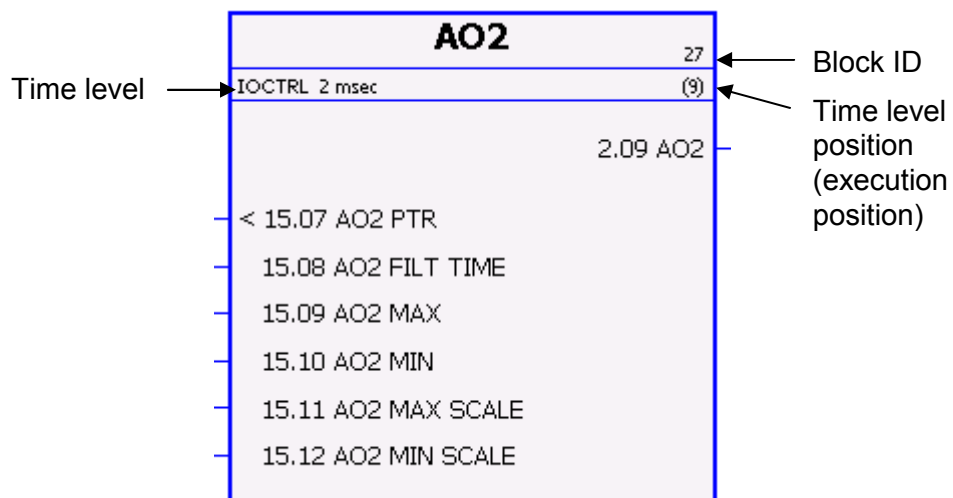 AO2
27
Block ID
Time level
IOCTRL 2 msec
(9)
Time level
position
(execution
position)
2.09 AO2
< 15.07 AO2 PTR
15.08 AO2 FILT TIME
15.09 AO2 MAX
15.10 AO2 MIN
15.11 AO2 MAX SCALE
15.12 AO2 MIN SCALE